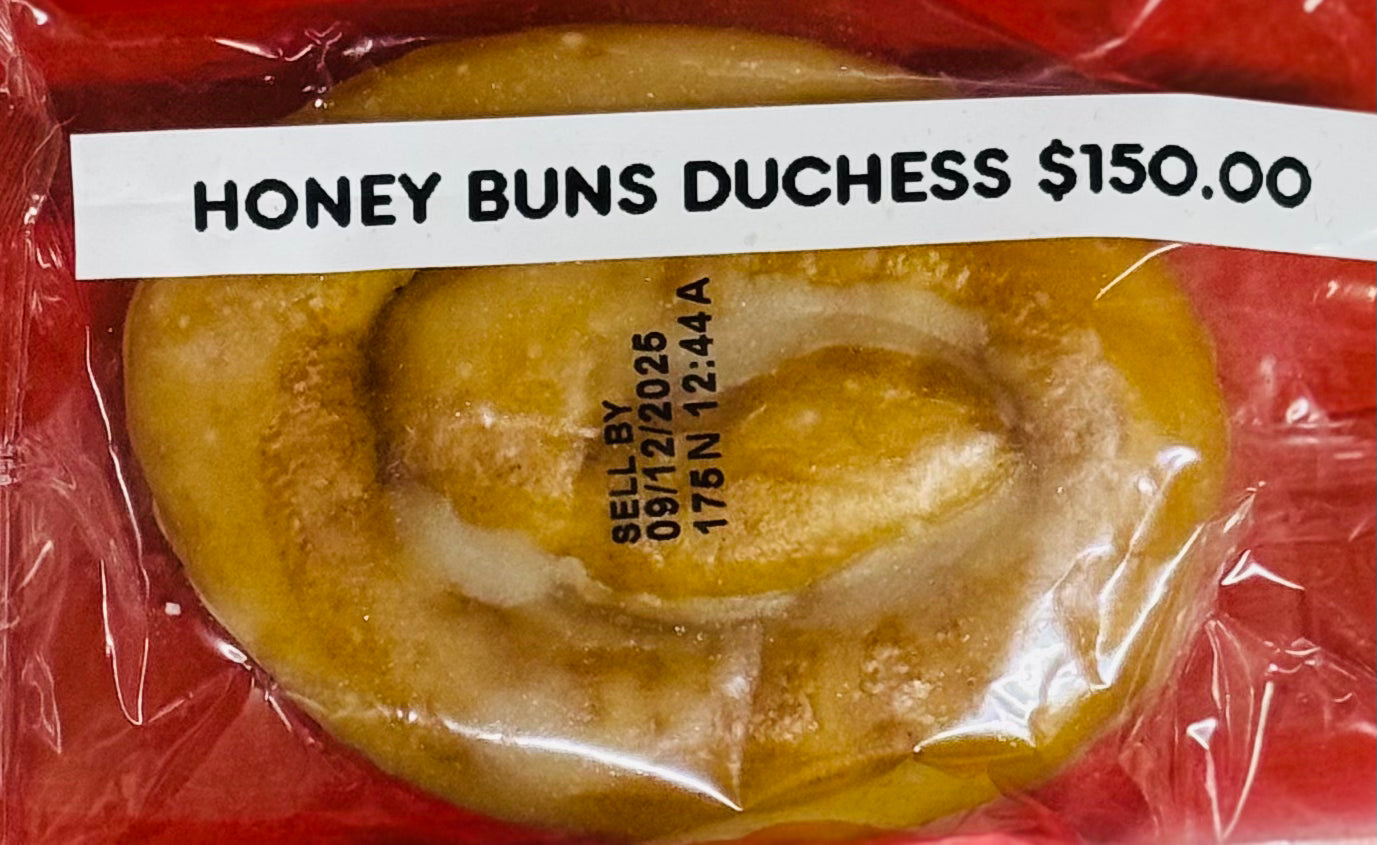 HONEY BUNS DUCHESS $150.00
SELL BY
09/12/2025
175N 12:44 A